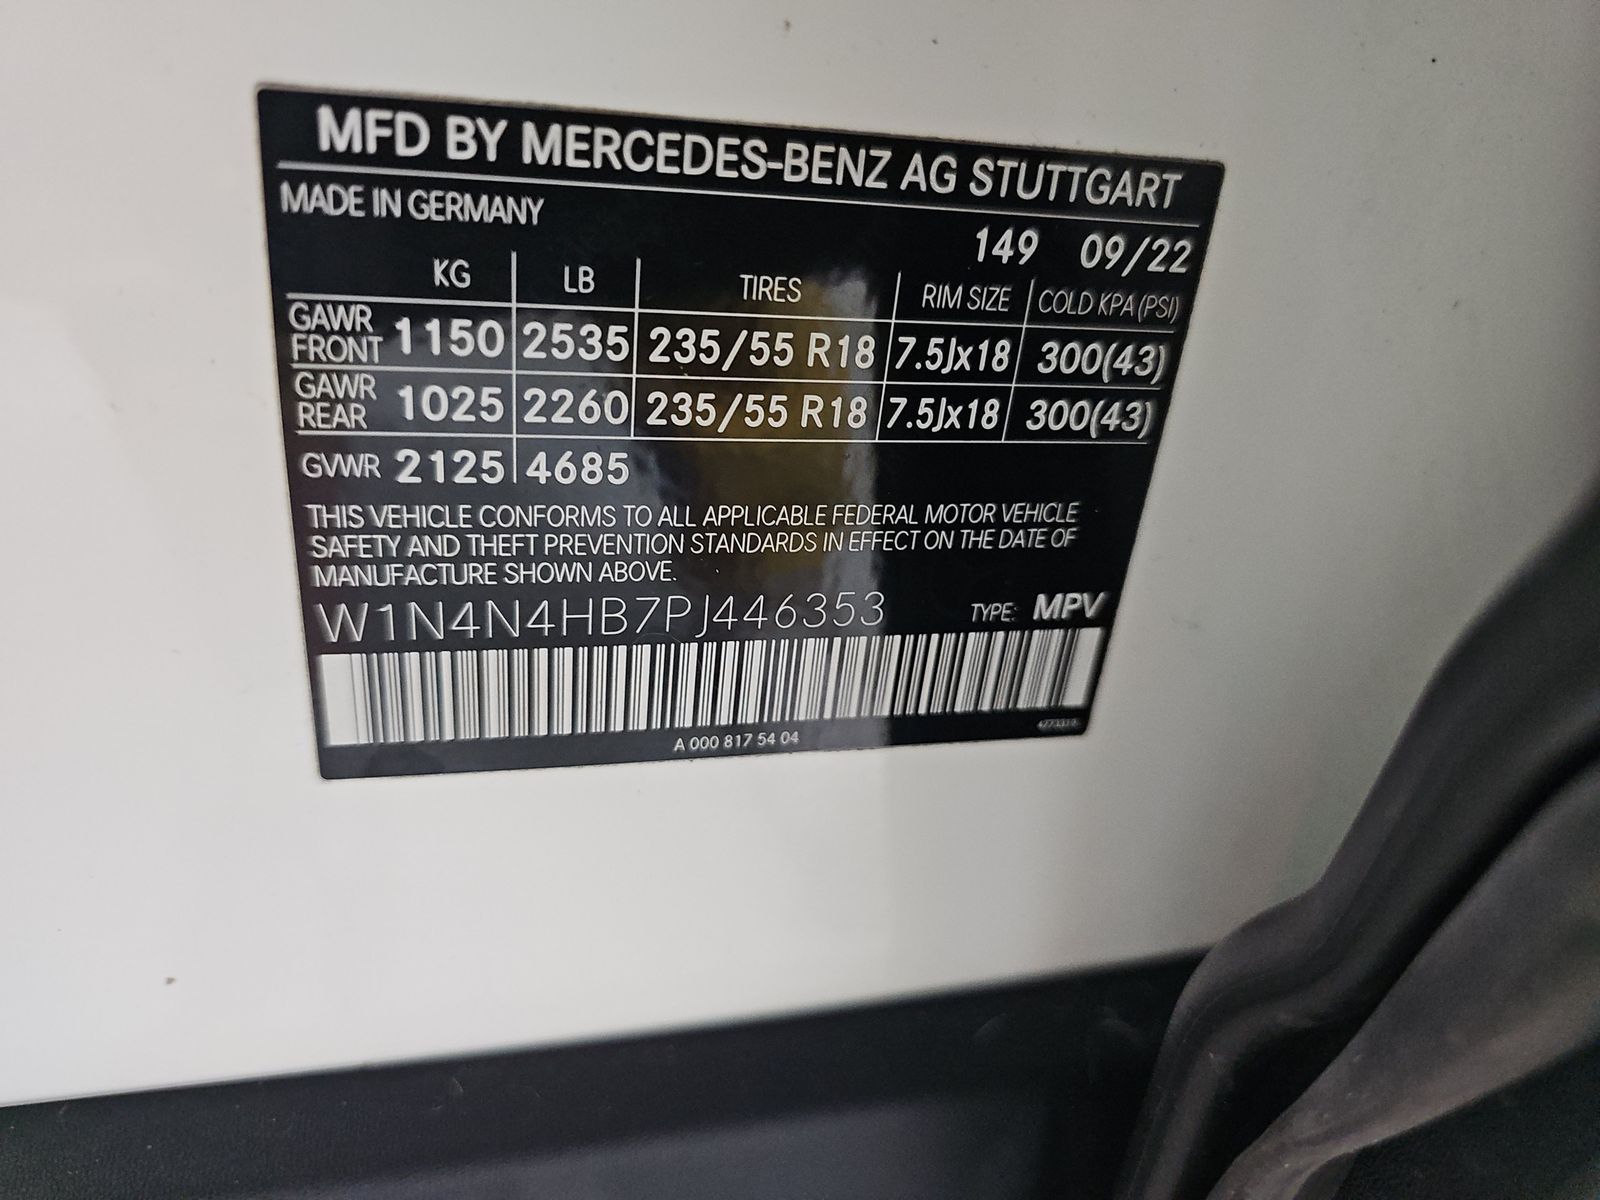 MFD BY MERCEDES-BENZ AG STUTTGART
MADE IN GERMANY
149 09/22
KG LB TIRES RIM SIZE COLD KPA (PSI)
GAWR FRONT 1150 2535 235/55 R18 7.5Jx18 300(43)
GAWR REAR 1025 2260 235/55 R18 7.5Jx18 300(43)
GVWR 2125 4685
THIS VEHICLE CONFORMS TO ALL APPLICABLE FEDERAL MOTOR VEHICLE
SAFETY AND THEFT PREVENTION STANDARDS IN EFFECT ON THE DATE OF
MANUFACTURE SHOWN ABOVE.
W1N4N4HB7PJ446353 TYPE: MPV
A 000 817 54 04